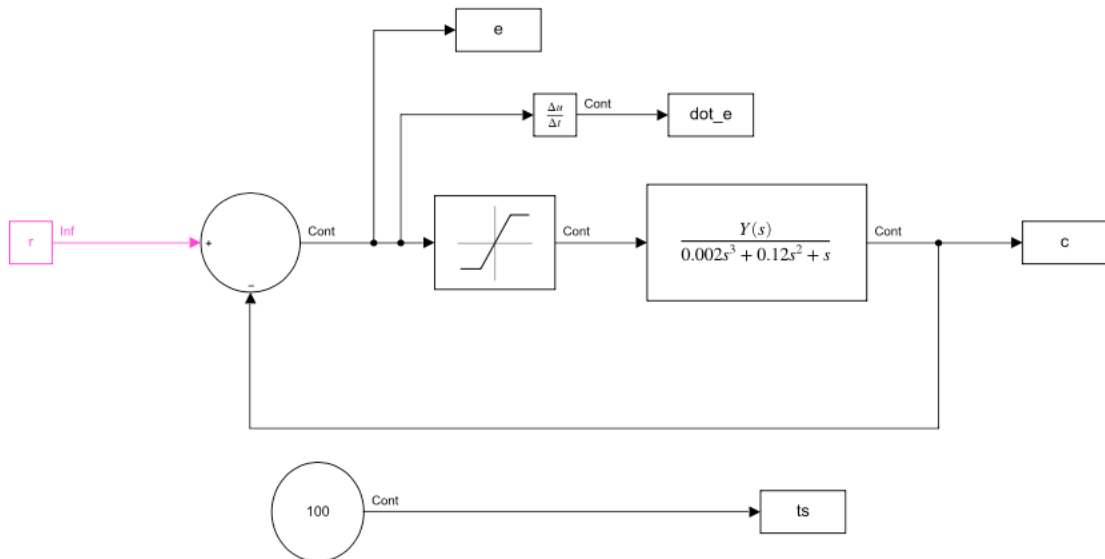 e
Δu
Δt
Cont
dot_e
r
Inf
+
−
Cont
Cont
Y(s)
0.002s³ + 0.12s² + s
Cont
c
100
Cont
ts